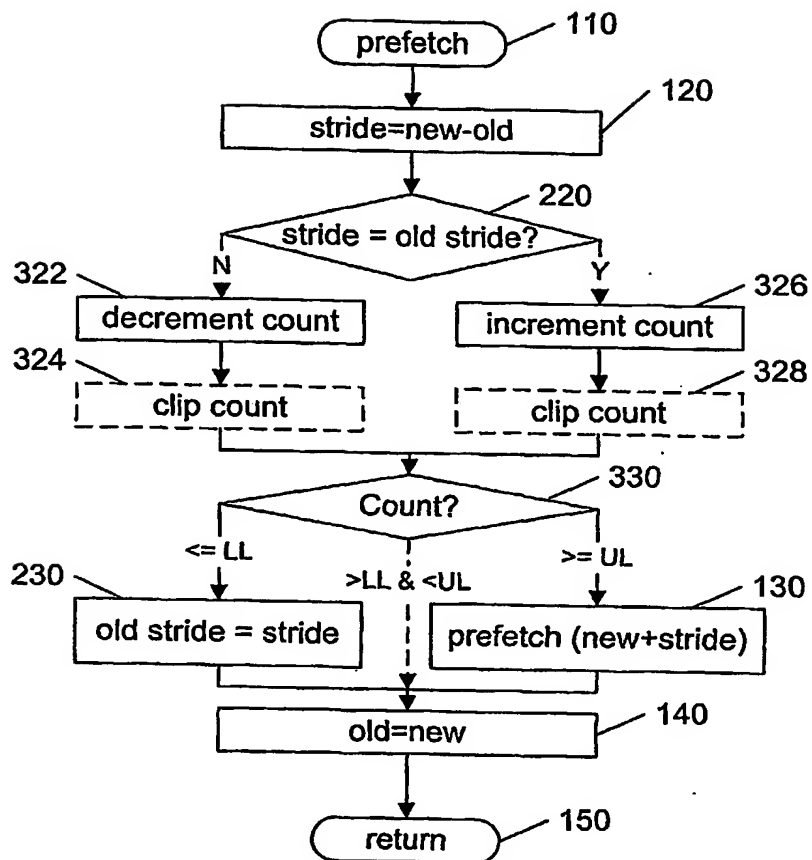 prefetch
110
120
stride=new-old
220
stride = old stride?
N
Y
322
326
decrement count
increment count
324
328
clip count
clip count
330
Count?
<= LL
>LL & <UL
>= UL
230
130
old stride = stride
prefetch (new+stride)
140
old=new
150
return